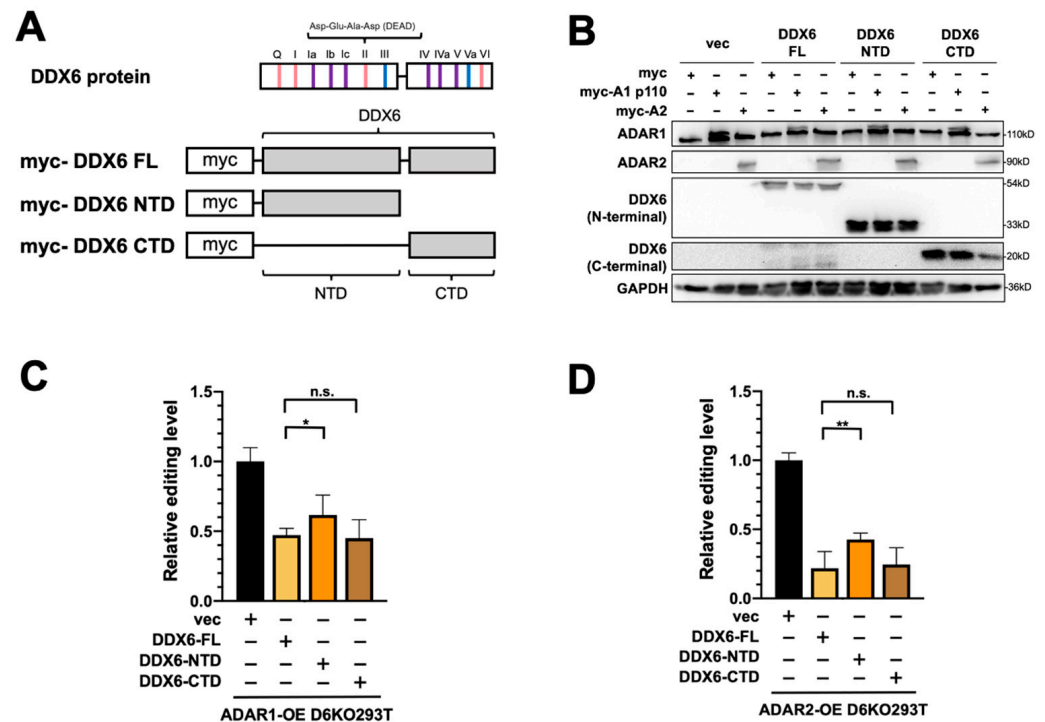 A
Asp-Glu-Ala-Asp (DEAD)
Q I Ia Ib Ic II III IV IVa V Va VI
DDX6 protein
DDX6
myc- DDX6 FL myc
myc- DDX6 NTD myc
myc- DDX6 CTD myc
NTD CTD
B
vec DDX6 FL DDX6 NTD DDX6 CTD
myc + – – + – – + – – + – –
myc-A1 p110 – + – – + – – + – – + –
myc-A2 – – + – – + – – + – – +
ADAR1 -110kD
ADAR2 -90kD
DDX6 (N-terminal) -54kD
-33kD
DDX6 (C-terminal) -20kD
GAPDH -36kD
C
Relative editing level
1.5
1.0
0.5
0.0
n.s.
*
vec + – – –
DDX6-FL – + – –
DDX6-NTD – – + –
DDX6-CTD – – – +
ADAR1-OE D6KO293T
D
Relative editing level
1.5
1.0
0.5
0.0
n.s.
**
vec + – – –
DDX6-FL – + – –
DDX6-NTD – – + –
DDX6-CTD – – – +
ADAR2-OE D6KO293T